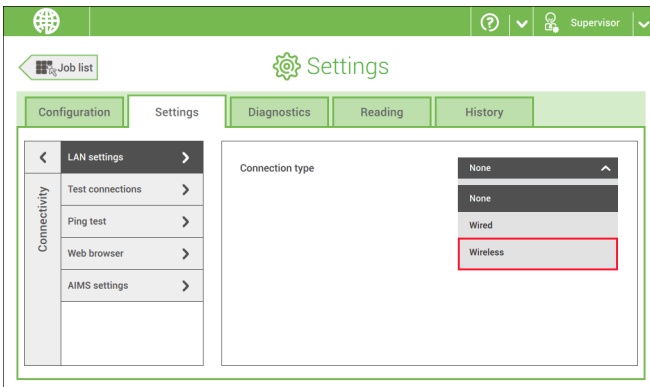 Supervisor
Job list
Settings
Configuration
Settings
Diagnostics
Reading
History
Connectivity
LAN settings
Test connections
Ping test
Web browser
AIMS settings
Connection type
None
None
Wired
Wireless